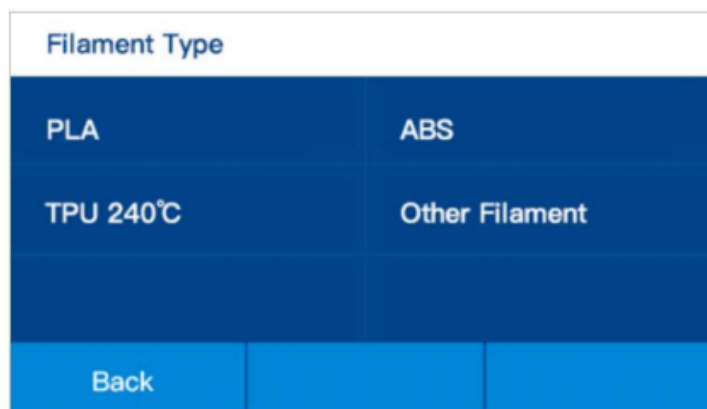 Filament Type
PLA ABS
TPU 240℃ Other Filament
Back